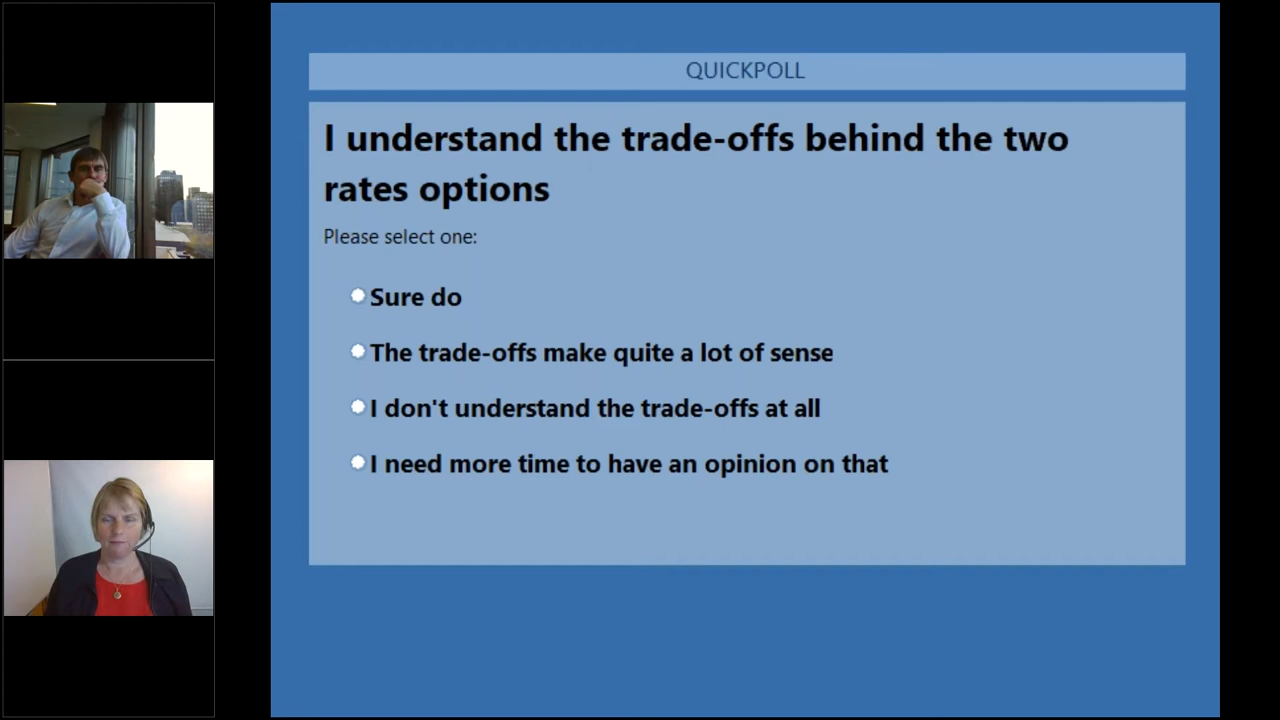 QUICKPOLL
I understand the trade-offs behind the two
rates options
Please select one:
Sure do
The trade-offs make quite a lot of sense
I don't understand the trade-offs at all
I need more time to have an opinion on that